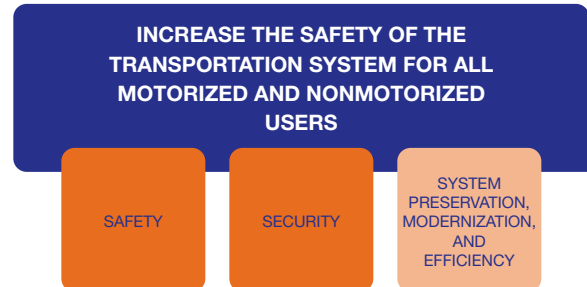 INCREASE THE SAFETY OF THE
TRANSPORTATION SYSTEM FOR ALL
MOTORIZED AND NONMOTORIZED
USERS
SAFETY
SECURITY
SYSTEM
PRESERVATION,
MODERNIZATION,
AND
EFFICIENCY